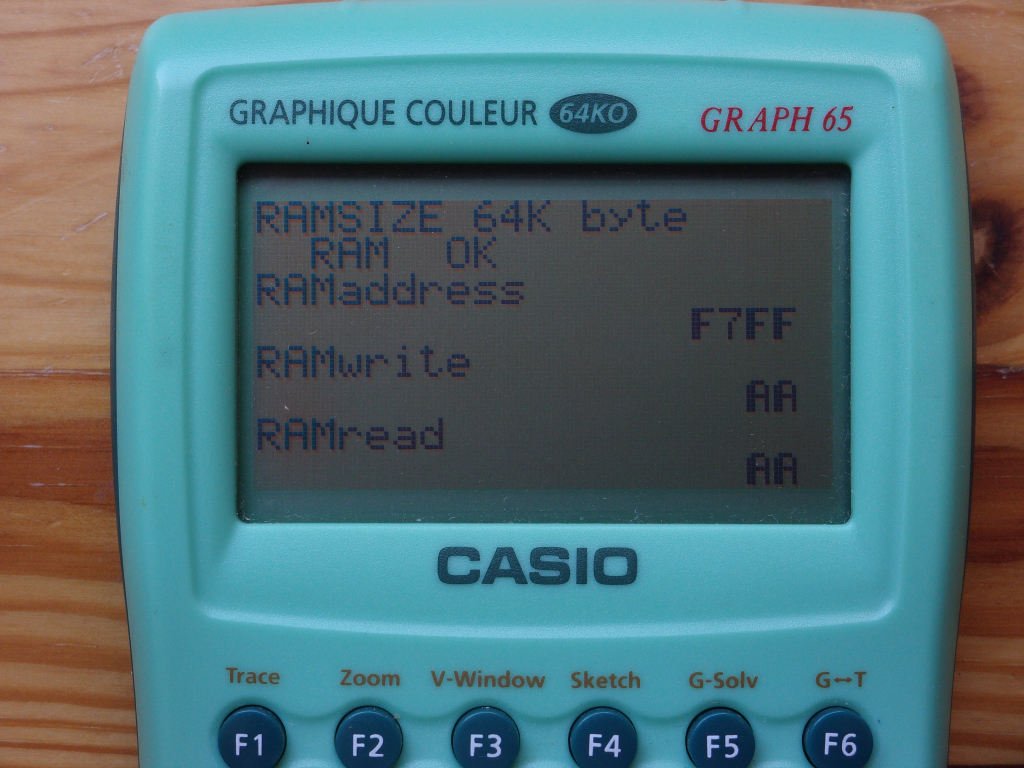 GRAPHIQUE COULEUR 64KO GRAPH 65
RAMSIZE 64K byte
RAM OK
RAMaddress
F7FF
RAMwrite
AA
RAMread
AA
CASIO
Trace Zoom V-Window Sketch G-Solv G↔T
F1 F2 F3 F4 F5 F6